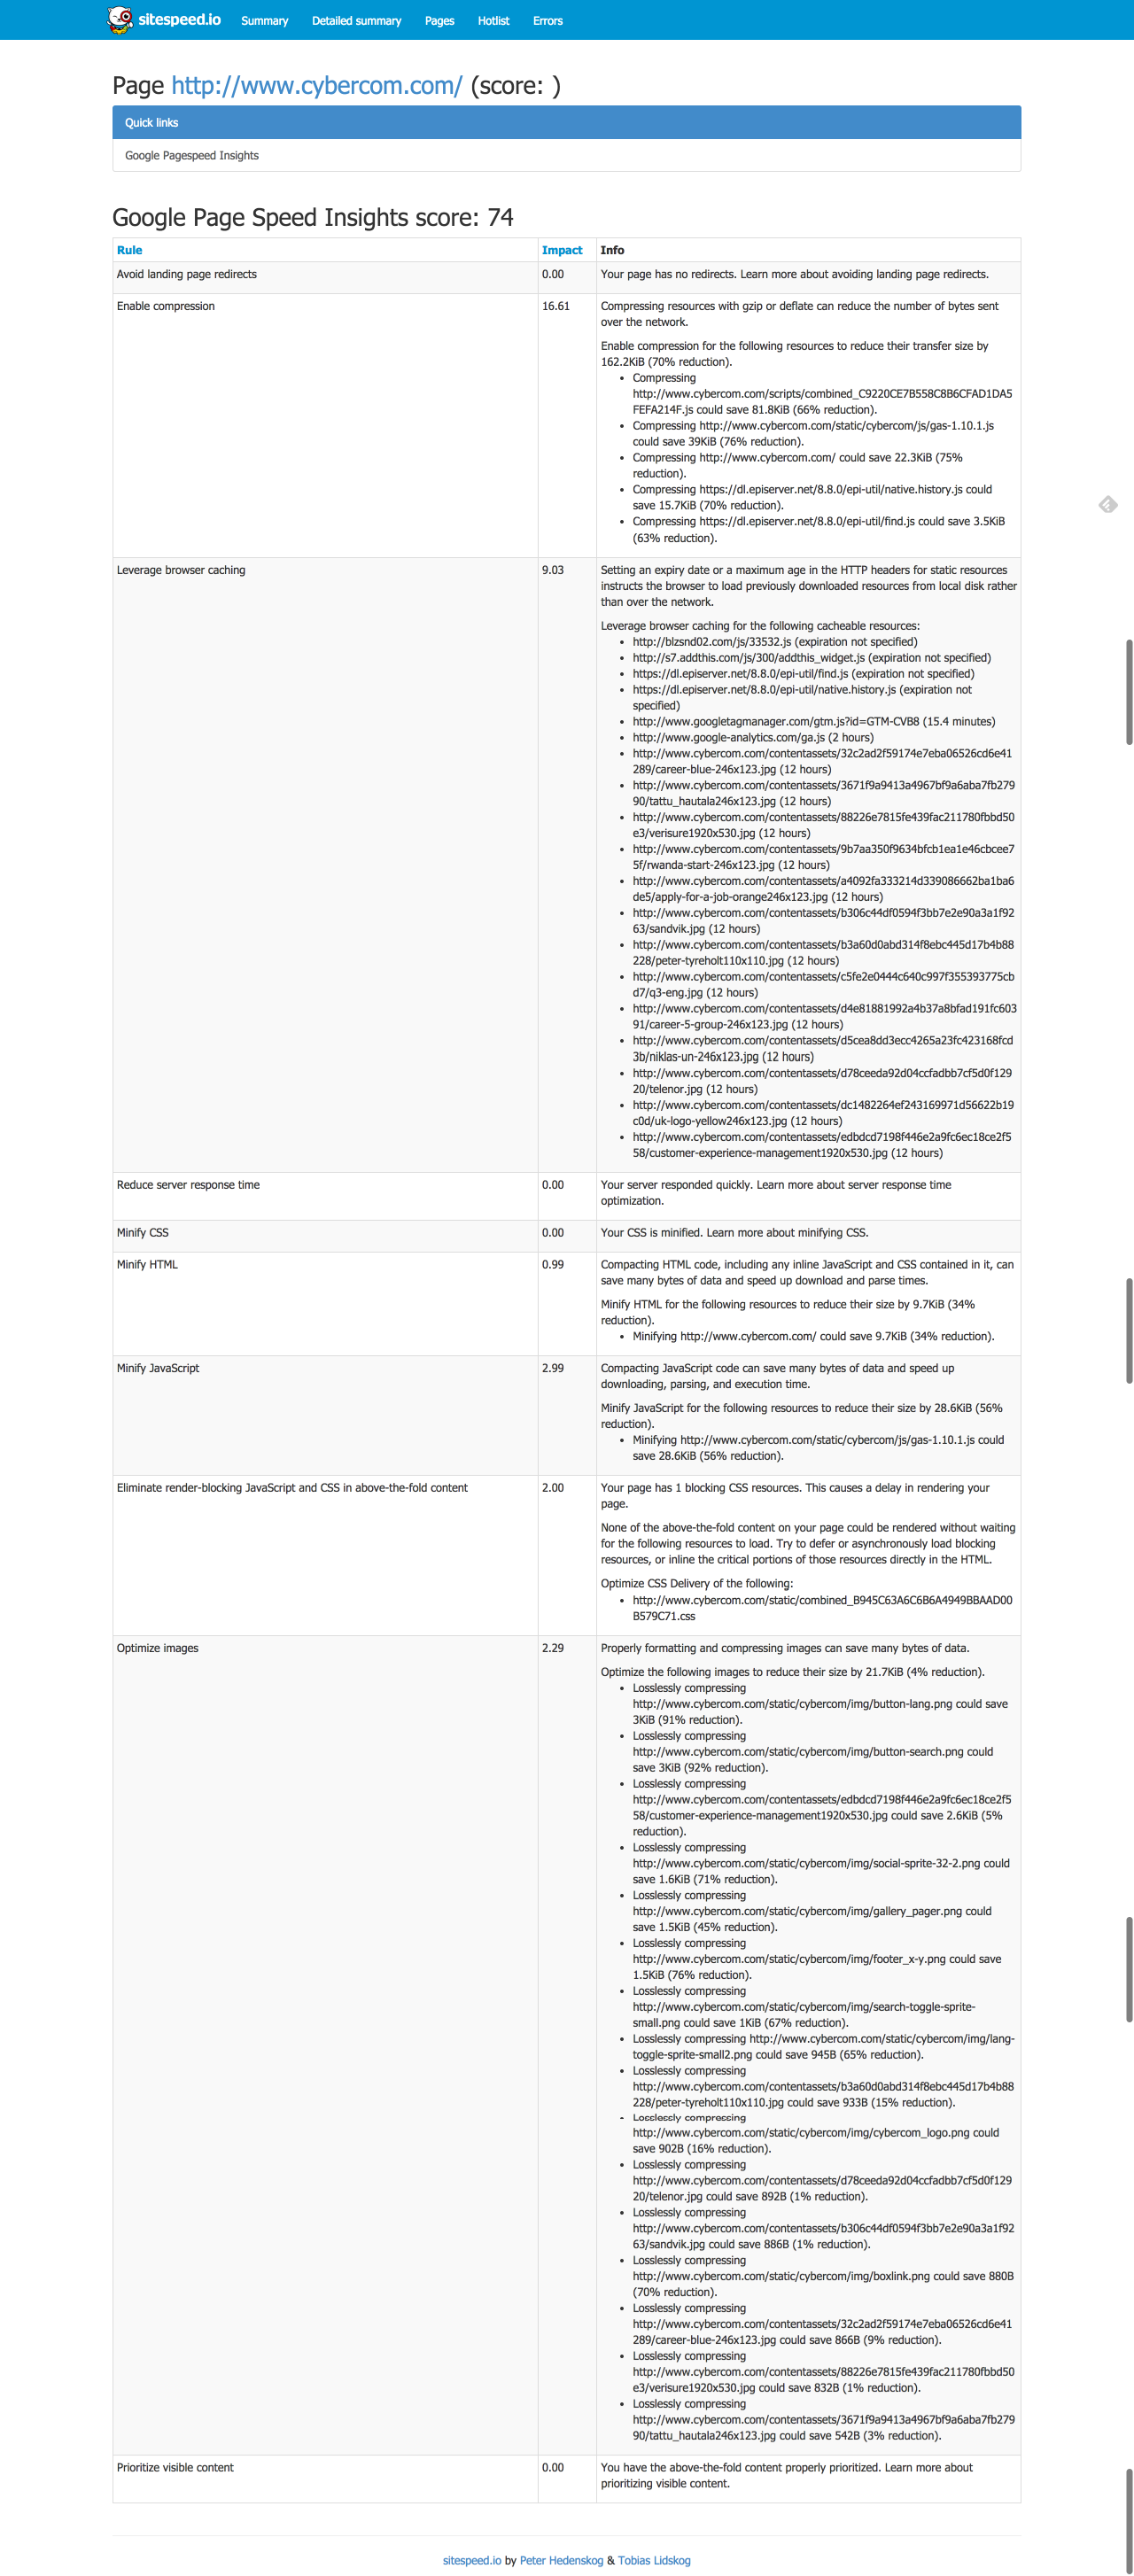 sitespeed.io Summary Detailed summary Pages Hotlist Errors
Page http://www.cybercom.com/ (score: )
Quick links
Google Pagespeed Insights
Google Page Speed Insights score: 74
Rule Impact Info
Avoid landing page redirects 0.00 Your page has no redirects. Learn more about avoiding landing page redirects.
Enable compression 16.61 Compressing resources with gzip or deflate can reduce the number of bytes sent
over the network.
Enable compression for the following resources to reduce their transfer size by
162.2KiB (70% reduction).
• Compressing
http://www.cybercom.com/scripts/combined_C9220CE7B558C8B6CFAD1DA5
FEFA214F.js could save 81.8KiB (66% reduction).
• Compressing http://www.cybercom.com/static/cybercom/js/gas-1.10.1.js
could save 39KiB (76% reduction).
• Compressing http://www.cybercom.com/ could save 22.3KiB (75%
reduction).
• Compressing https://dl.episerver.net/8.8.0/epi-util/native.history.js could
save 15.7KiB (70% reduction).
• Compressing https://dl.episerver.net/8.8.0/epi-util/find.js could save 3.5KiB
(63% reduction).
Leverage browser caching 9.03 Setting an expiry date or a maximum age in the HTTP headers for static resources
instructs the browser to load previously downloaded resources from local disk rather
than over the network.
Leverage browser caching for the following cacheable resources:
• http://blzsnd02.com/js/33532.js (expiration not specified)
• http://s7.addthis.com/js/300/addthis_widget.js (expiration not specified)
• https://dl.episerver.net/8.8.0/epi-util/find.js (expiration not specified)
• https://dl.episerver.net/8.8.0/epi-util/native.history.js (expiration not
specified)
• http://www.googletagmanager.com/gtm.js?id=GTM-CVB8 (15.4 minutes)
• http://www.google-analytics.com/ga.js (2 hours)
• http://www.cybercom.com/contentassets/32c2ad2f59174e7eba06526cd6e41
289/career-blue-246x123.jpg (12 hours)
• http://www.cybercom.com/contentassets/3671f9a9413a4967bf9a6aba7fb279
90/tattu_hautala246x123.jpg (12 hours)
• http://www.cybercom.com/contentassets/88226e7815fe439fac211780fbbd50
e3/verisure1920x530.jpg (12 hours)
• http://www.cybercom.com/contentassets/9b7aa350f9634bfcb1ea1e46cbcee7
5f/rwanda-start-246x123.jpg (12 hours)
• http://www.cybercom.com/contentassets/a4092fa333214d339086662ba1ba6
de5/apply-for-a-job-orange246x123.jpg (12 hours)
• http://www.cybercom.com/contentassets/b306c44df0594f3bb7e2e90a3a1f92
63/sandvik.jpg (12 hours)
• http://www.cybercom.com/contentassets/b3a60d0abd314f8ebc445d17b4b88
228/peter-tyreholt110x110.jpg (12 hours)
• http://www.cybercom.com/contentassets/c5fe2e0444c640c997f355393775cb
d7/q3-eng.jpg (12 hours)
• http://www.cybercom.com/contentassets/d4e81881992a4b37a8bfad191fc603
91/career-5-group-246x123.jpg (12 hours)
• http://www.cybercom.com/contentassets/d5cea8dd3ecc4265a23fc423168fcd
3b/niklas-un-246x123.jpg (12 hours)
• http://www.cybercom.com/contentassets/d78ceeda92d04ccfadbb7cf5d0f129
20/telenor.jpg (12 hours)
• http://www.cybercom.com/contentassets/dc1482264ef243169971d56622b19
c0d/uk-logo-yellow246x123.jpg (12 hours)
• http://www.cybercom.com/contentassets/edbdcd7198f446e2a9fc6ec18ce2f5
58/customer-experience-management1920x530.jpg (12 hours)
Reduce server response time 0.00 Your server responded quickly. Learn more about server response time
optimization.
Minify CSS 0.00 Your CSS is minified. Learn more about minifying CSS.
Minify HTML 0.99 Compacting HTML code, including any inline JavaScript and CSS contained in it, can
save many bytes of data and speed up download and parse times.
Minify HTML for the following resources to reduce their size by 9.7KiB (34%
reduction).
• Minifying http://www.cybercom.com/ could save 9.7KiB (34% reduction).
Minify JavaScript 2.99 Compacting JavaScript code can save many bytes of data and speed up
downloading, parsing, and execution time.
Minify JavaScript for the following resources to reduce their size by 28.6KiB (56%
reduction).
• Minifying http://www.cybercom.com/static/cybercom/js/gas-1.10.1.js could
save 28.6KiB (56% reduction).
Eliminate render-blocking JavaScript and CSS in above-the-fold content 2.00 Your page has 1 blocking CSS resources. This causes a delay in rendering your
page.
None of the above-the-fold content on your page could be rendered without waiting
for the following resources to load. Try to defer or asynchronously load blocking
resources, or inline the critical portions of those resources directly in the HTML.
Optimize CSS Delivery of the following:
• http://www.cybercom.com/static/combined_B945C63A6C6B6A4949BBAAD00
B579C71.css
Optimize images 2.29 Properly formatting and compressing images can save many bytes of data.
Optimize the following images to reduce their size by 21.7KiB (4% reduction).
• Losslessly compressing
http://www.cybercom.com/static/cybercom/img/button-lang.png could save
3KiB (91% reduction).
• Losslessly compressing
http://www.cybercom.com/static/cybercom/img/button-search.png could
save 3KiB (92% reduction).
• Losslessly compressing
http://www.cybercom.com/contentassets/edbdcd7198f446e2a9fc6ec18ce2f5
58/customer-experience-management1920x530.jpg could save 2.6KiB (5%
reduction).
• Losslessly compressing
http://www.cybercom.com/static/cybercom/img/social-sprite-32-2.png could
save 1.6KiB (71% reduction).
• Losslessly compressing
http://www.cybercom.com/static/cybercom/img/gallery_pager.png could
save 1.5KiB (45% reduction).
• Losslessly compressing
http://www.cybercom.com/static/cybercom/img/footer_x-y.png could save
1.5KiB (76% reduction).
• Losslessly compressing
http://www.cybercom.com/static/cybercom/img/search-toggle-sprite-
small.png could save 1KiB (67% reduction).
• Losslessly compressing http://www.cybercom.com/static/cybercom/img/lang-
toggle-sprite-small2.png could save 945B (65% reduction).
• Losslessly compressing
http://www.cybercom.com/contentassets/b3a60d0abd314f8ebc445d17b4b88
228/peter-tyreholt110x110.jpg could save 933B (15% reduction).
• Losslessly compressing
http://www.cybercom.com/static/cybercom/img/cybercom_logo.png could
save 902B (16% reduction).
• Losslessly compressing
http://www.cybercom.com/contentassets/d78ceeda92d04ccfadbb7cf5d0f129
20/telenor.jpg could save 892B (1% reduction).
• Losslessly compressing
http://www.cybercom.com/contentassets/b306c44df0594f3bb7e2e90a3a1f92
63/sandvik.jpg could save 886B (1% reduction).
• Losslessly compressing
http://www.cybercom.com/static/cybercom/img/boxlink.png could save 880B
(70% reduction).
• Losslessly compressing
http://www.cybercom.com/contentassets/32c2ad2f59174e7eba06526cd6e41
289/career-blue-246x123.jpg could save 866B (9% reduction).
• Losslessly compressing
http://www.cybercom.com/contentassets/88226e7815fe439fac211780fbbd50
e3/verisure1920x530.jpg could save 832B (1% reduction).
• Losslessly compressing
http://www.cybercom.com/contentassets/3671f9a9413a4967bf9a6aba7fb279
90/tattu_hautala246x123.jpg could save 542B (3% reduction).
Prioritize visible content 0.00 You have the above-the-fold content properly prioritized. Learn more about
prioritizing visible content.
sitespeed.io by Peter Hedenskog & Tobias Lidskog